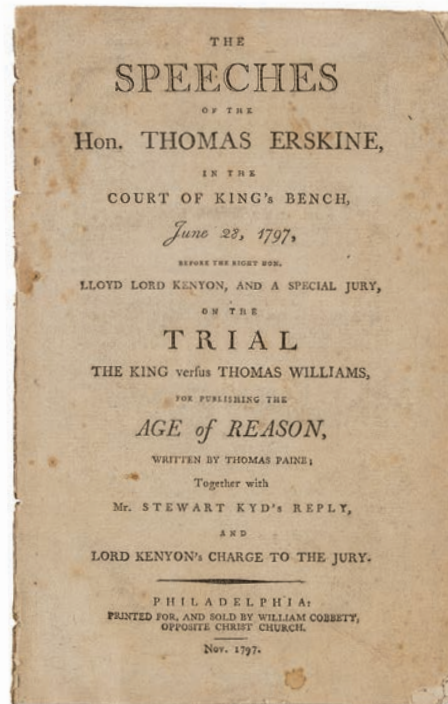 THE
SPEECHES
OF THE
Hon. THOMAS ERSKINE,
IN THE
COURT OF KING's BENCH,
June 28, 1797,
BEFORE THE RIGHT HON.
LLOYD LORD KENYON, AND A SPECIAL JURY,
ON THE
TRIAL
THE KING verſus THOMAS WILLIAMS,
FOR PUBLISHING THE
AGE of REASON,
WRITTEN BY THOMAS PAINE;
Together with
Mr. STEWART KYD's REPLY,
AND
LORD KENYON's CHARGE TO THE JURY.
PHILADELPHIA:
PRINTED FOR, AND SOLD BY WILLIAM COBBETT,
OPPOSITE CHRIST CHURCH.
Nov. 1797.